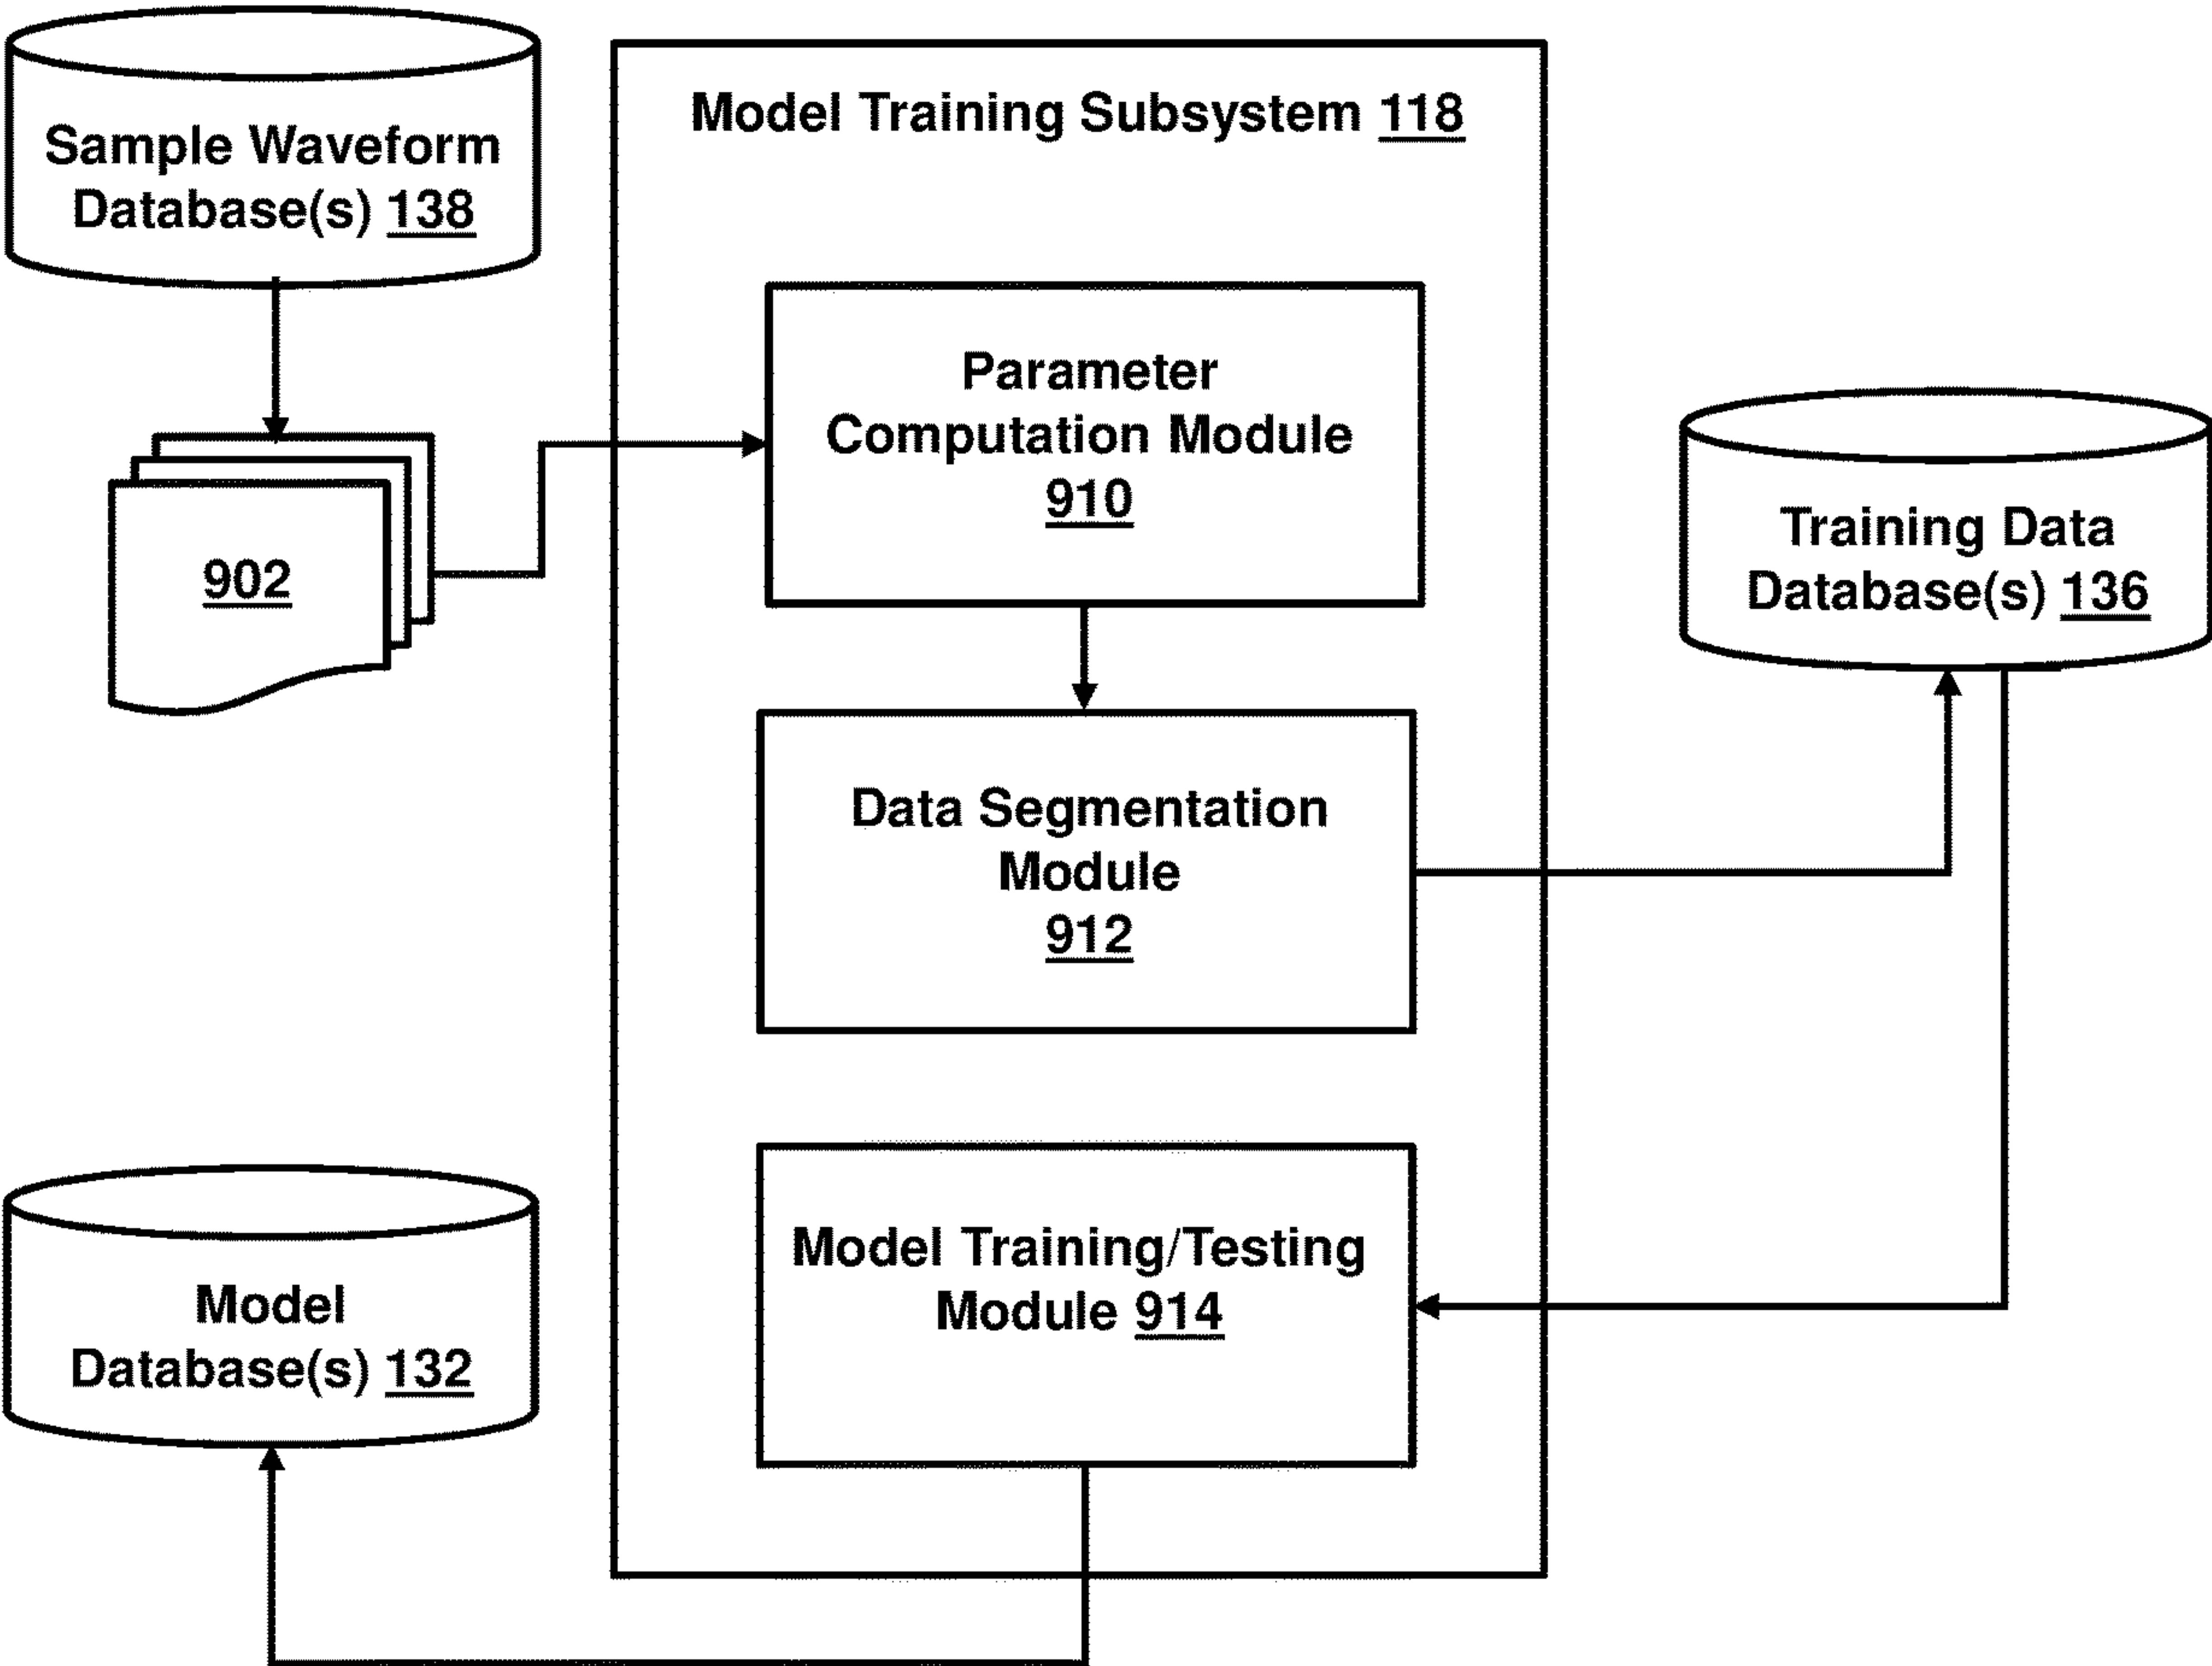 Sample Waveform
Database(s) 138
Model Training Subsystem 118
Parameter
Computation Module
910
902
Training Data
Database(s) 136
Data Segmentation
Module
912
Model Training/Testing
Module 914
Model
Database(s) 132